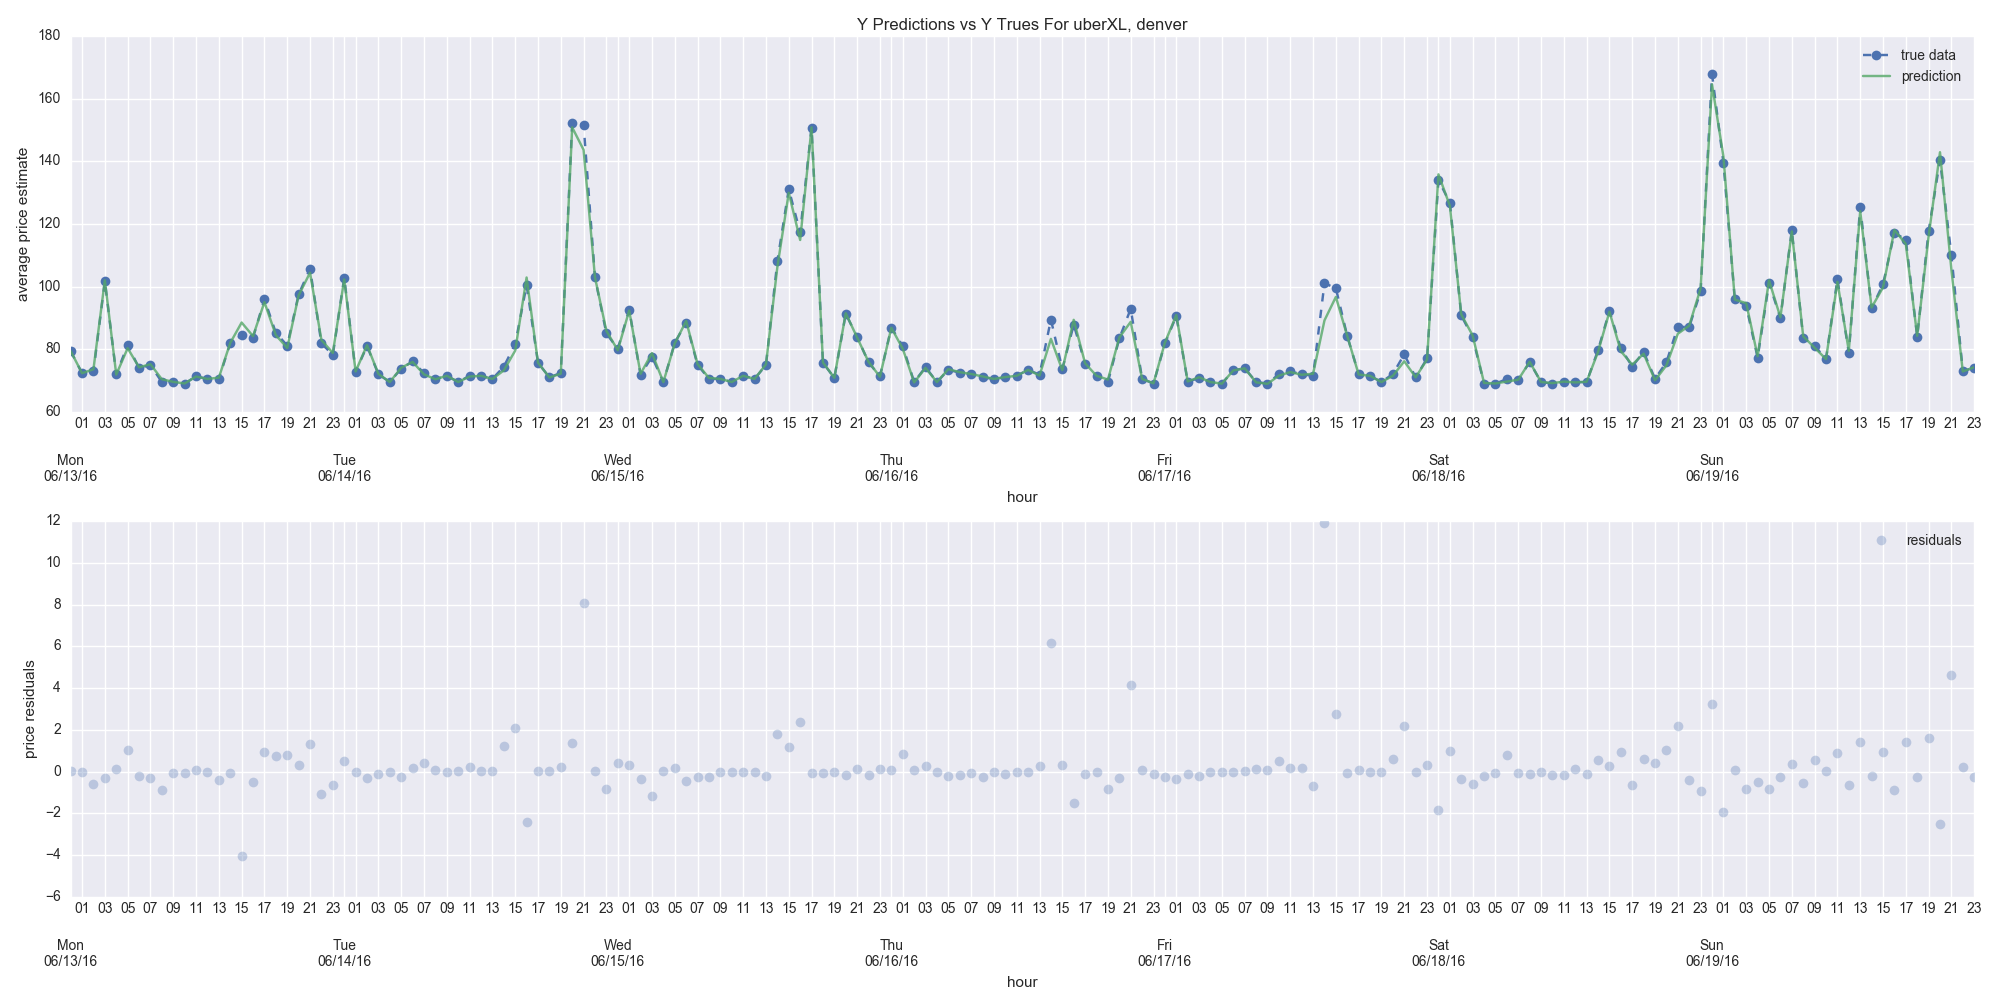 Y Predictions vs Y Trues For uberXL, denver
180
160
140
120
100
80
60
average price estimate
true data
prediction
01 03 05 07 09 11 13 15 17 19 21 23 01 03 05 07 09 11 13 15 17 19 21 23 01 03 05 07 09 11 13 15 17 19 21 23 01 03 05 07 09 11 13 15 17 19 21 23 01 03 05 07 09 11 13 15 17 19 21 23 01 03 05 07 09 11 13 15 17 19 21 23 01 03 05 07 09 11 13 15 17 19 21 23
Mon Tue Wed Thu Fri Sat Sun
06/13/16 06/14/16 06/15/16 06/16/16 06/17/16 06/18/16 06/19/16
hour
12
10
8
6
4
2
0
−2
−4
−6
price residuals
residuals
01 03 05 07 09 11 13 15 17 19 21 23 01 03 05 07 09 11 13 15 17 19 21 23 01 03 05 07 09 11 13 15 17 19 21 23 01 03 05 07 09 11 13 15 17 19 21 23 01 03 05 07 09 11 13 15 17 19 21 23 01 03 05 07 09 11 13 15 17 19 21 23 01 03 05 07 09 11 13 15 17 19 21 23
Mon Tue Wed Thu Fri Sat Sun
06/13/16 06/14/16 06/15/16 06/16/16 06/17/16 06/18/16 06/19/16
hour